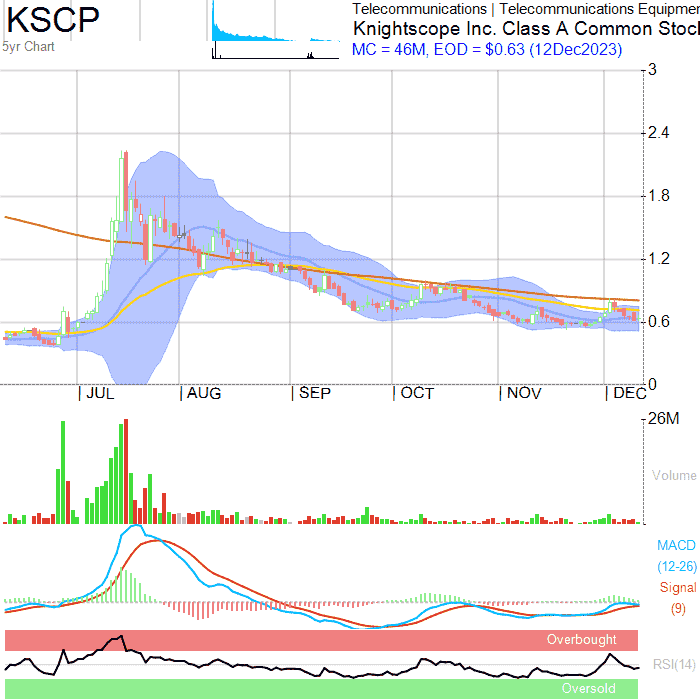 KSCP
5yr Chart
Telecommunications | Telecommunications Equipmen
Knightscope Inc. Class A Common Stoc
MC = 46M, EOD = $0.63 (12Dec2023)
3
2.4
1.8
1.2
0.6
0
| JUL | AUG | SEP | OCT | NOV | DEC
26M
Volume
MACD
(12-26)
Signal
(9)
Overbought
RSI(14)
Oversold